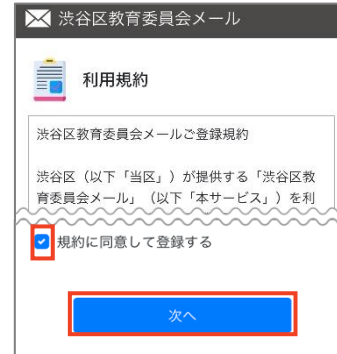 渋谷区教育委員会メール
利用規約
渋谷区教育委員会メールご登録規約
渋谷区（以下「当区」）が提供する「渋谷区教
育委員会メール」（以下「本サービス」）を利
規約に同意して登録する
次へ